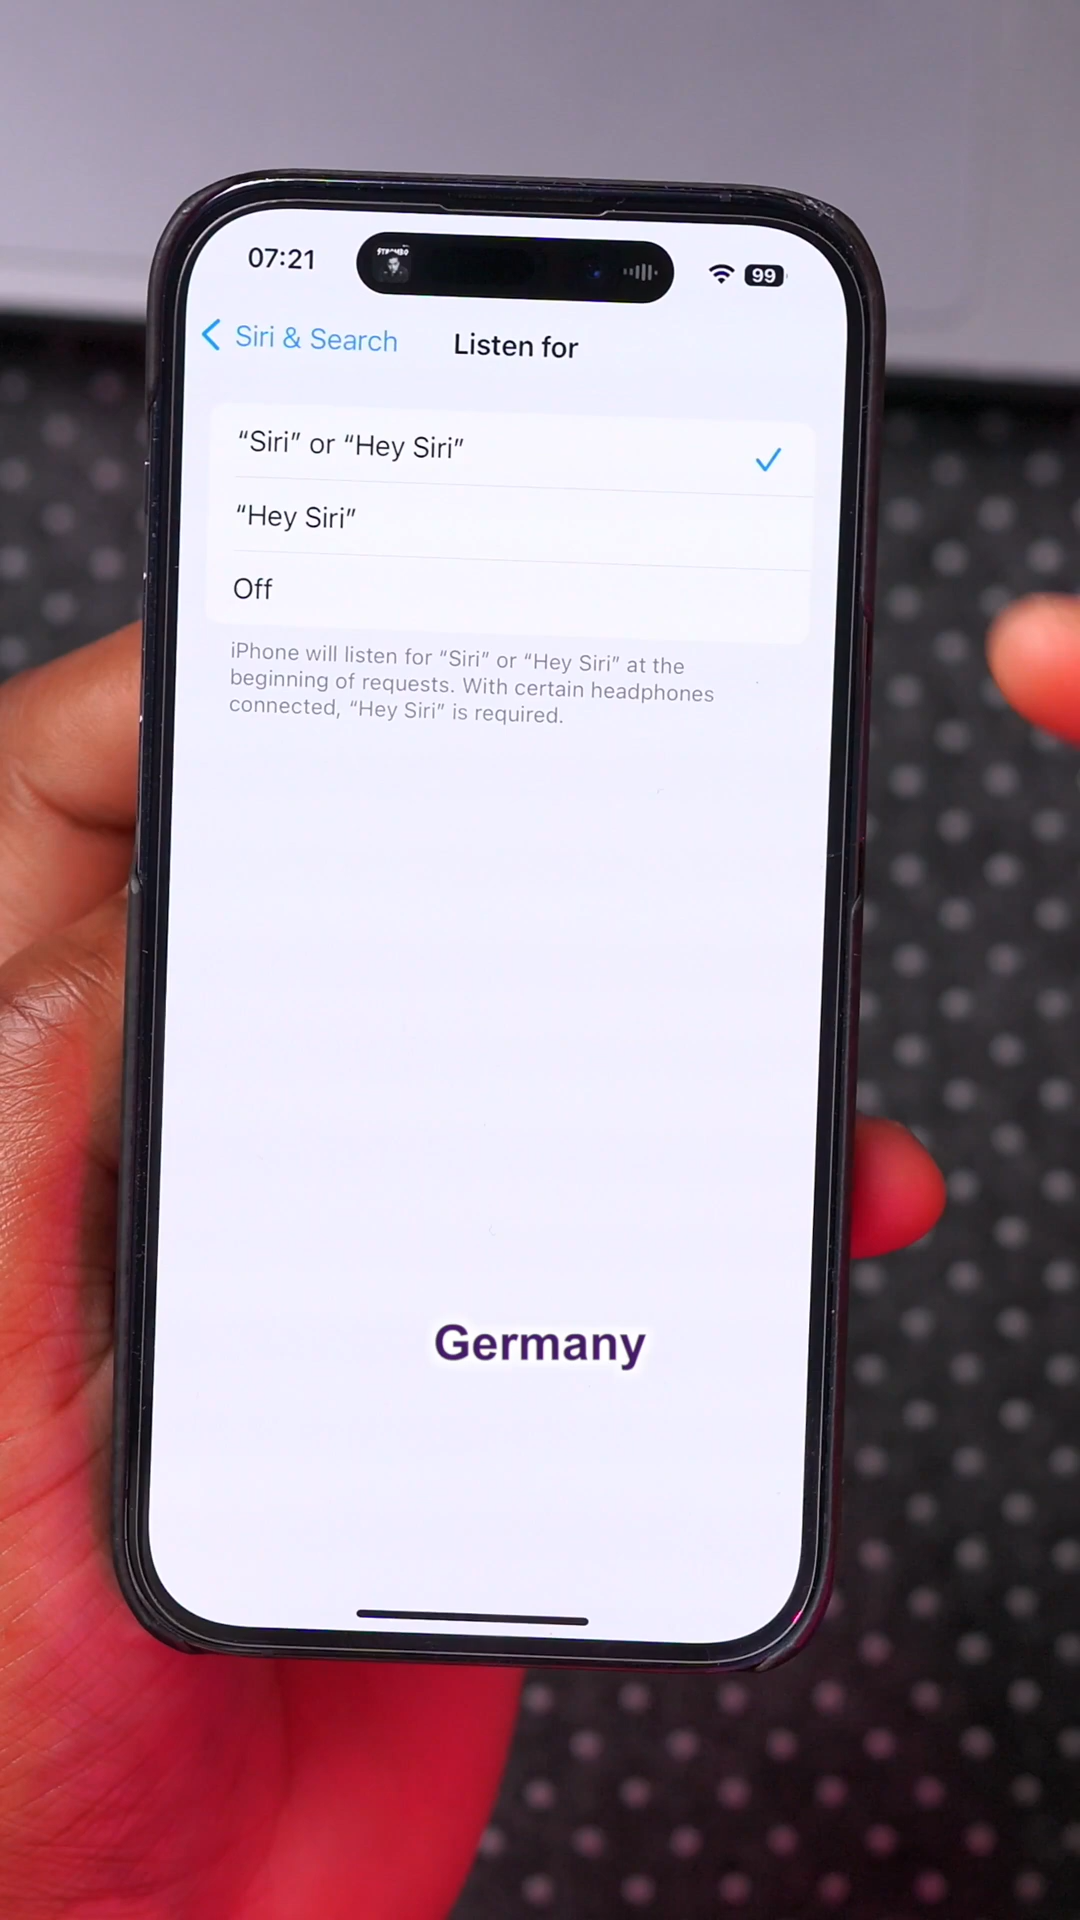 07:21
99
Siri & Search
Listen for
“Siri” or “Hey Siri”
“Hey Siri”
Off
iPhone will listen for “Siri” or “Hey Siri” at the
beginning of requests. With certain headphones
connected, “Hey Siri” is required.
Germany